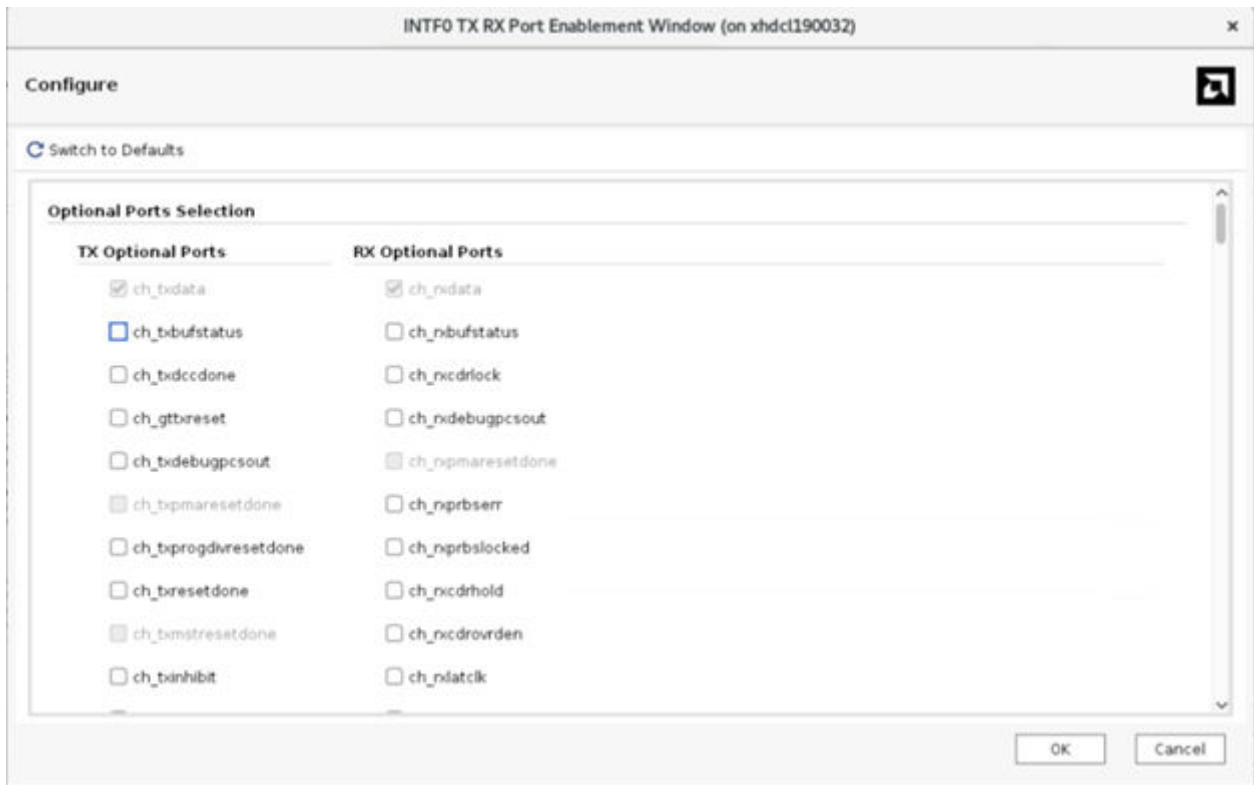 INTF0 TX RX Port Enablement Window (on xhdcl190032)
Configure
Switch to Defaults
Optional Ports Selection
TX Optional Ports RX Optional Ports
ch_txdata ch_rxdata
ch_txbufstatus ch_rxbufstatus
ch_txdccdone ch_rxcdrlock
ch_gttxreset ch_rxdebugpcsout
ch_txdebugpcsout ch_rxpmaresetdone
ch_txpmaresetdone ch_rxprbserr
ch_txprogdivresetdone ch_rxprbslocked
ch_txresetdone ch_rxcdrhold
ch_txmstresetdone ch_rxcdrovrden
ch_txinhibit ch_rxlatclk
OK Cancel